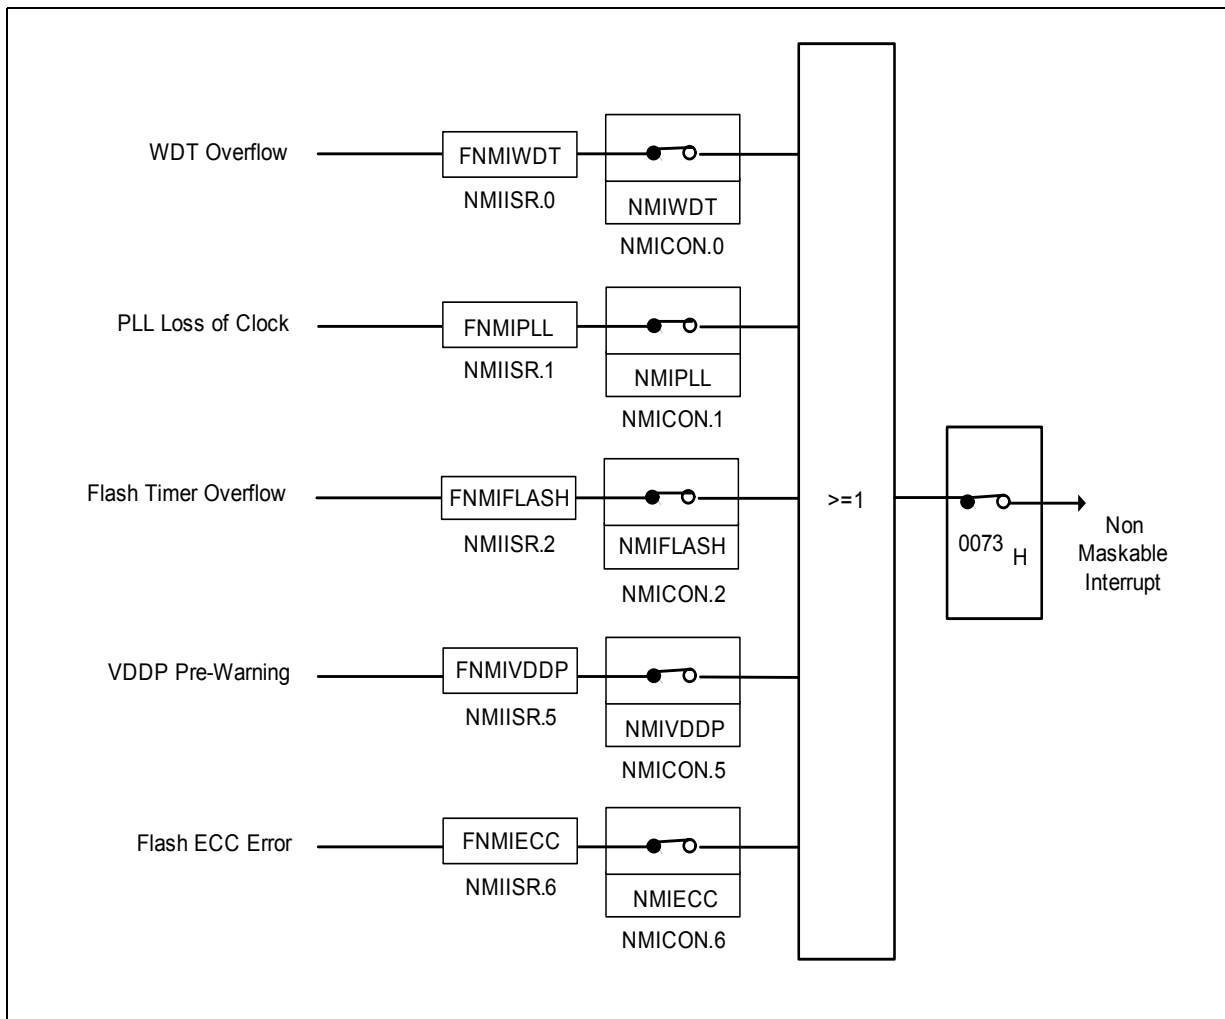 WDT Overflow
FNMIWDT
NMIISR.0
NMIWDT
NMICON.0
PLL Loss of Clock
FNMIPLL
NMIISR.1
NMIPLL
NMICON.1
Flash Timer Overflow
FNMIFLASH
NMIISR.2
NMIFLASH
NMICON.2
VDDP Pre-Warning
FNMIVDDP
NMIISR.5
NMIVDDP
NMICON.5
Flash ECC Error
FNMIECC
NMIISR.6
NMIECC
NMICON.6
>=1
0073 H
Non
Maskable
Interrupt